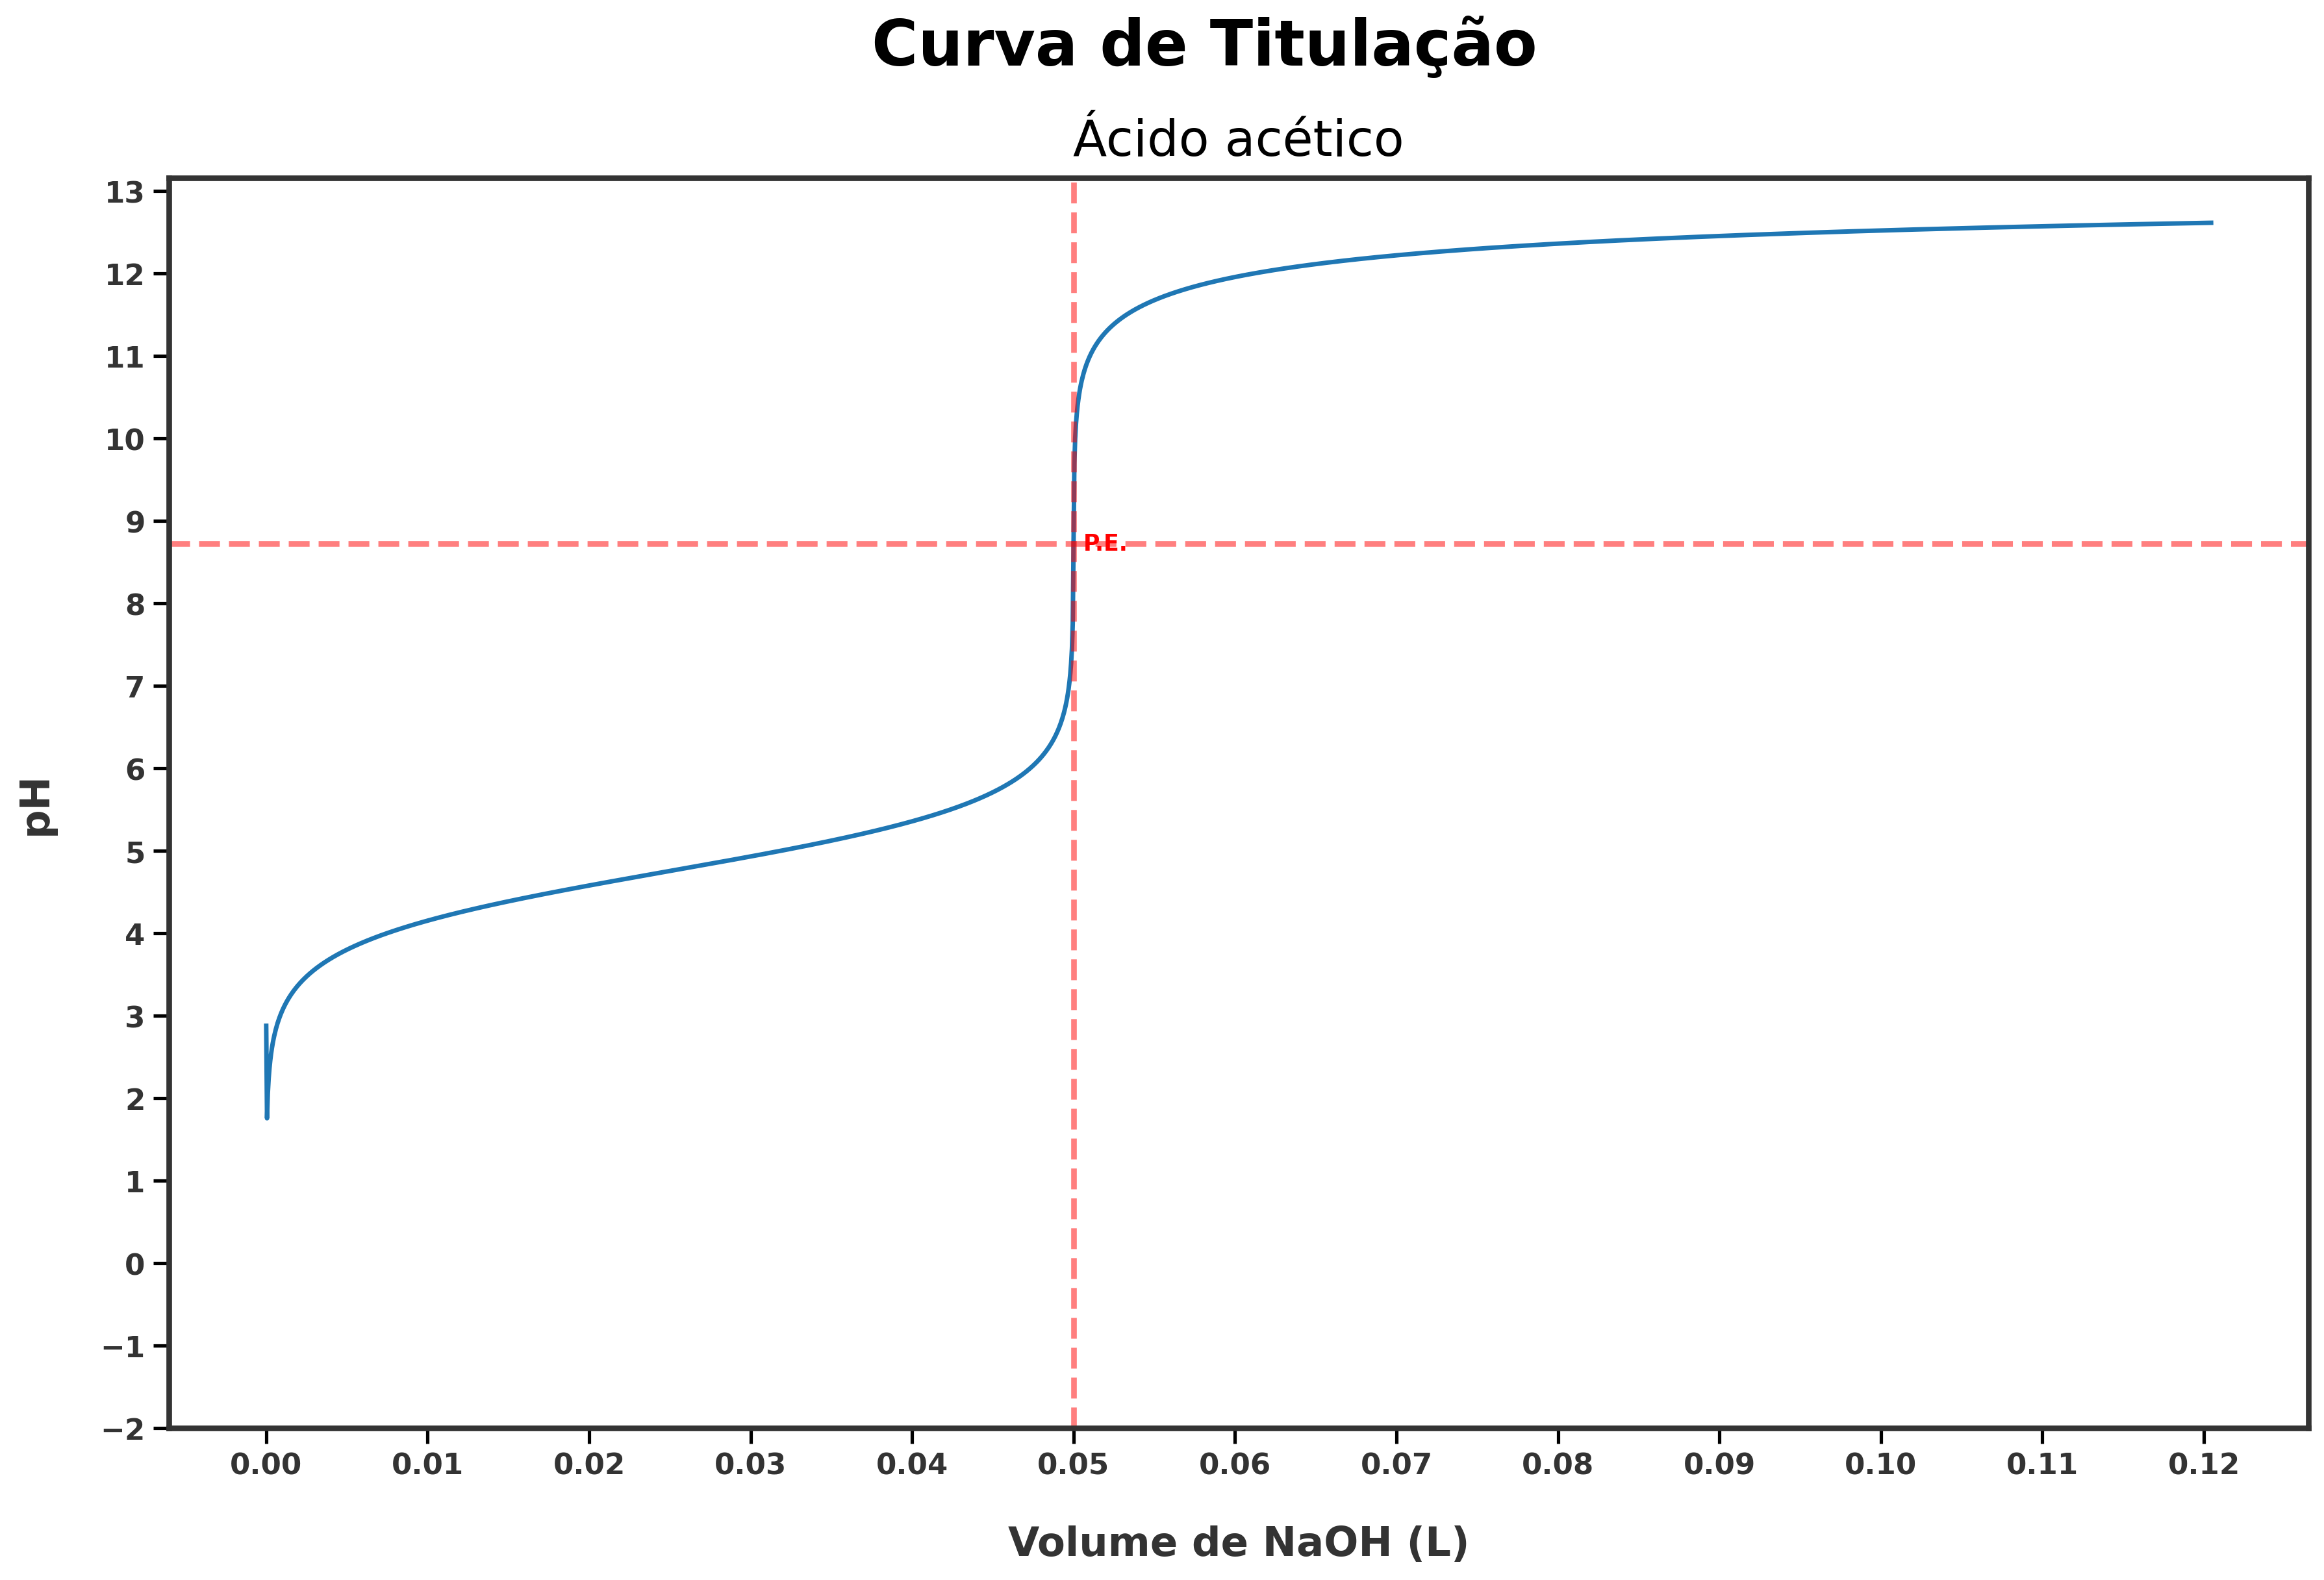 Curva de Titulação
Ácido acético
13
12
11
10
9
8
7
6
5
4
3
2
1
0
−1
−2
pH
P.E.
0.00 0.01 0.02 0.03 0.04 0.05 0.06 0.07 0.08 0.09 0.10 0.11 0.12
Volume de NaOH (L)